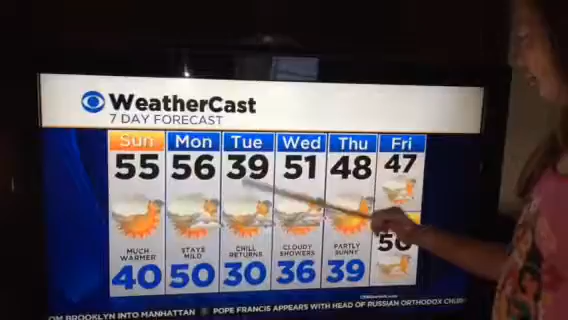 WeatherCast
7 DAY FORECAST
Sun Mon Tue Wed Thu Fri
55 56 39 51 48 47
50
MUCH WARMER STAYS MILD CHILL RETURNS CLOUDY SHOWERS PARTLY SUNNY
40 50 30 36 39
OM BROOKLYN INTO MANHATTAN POPE FRANCIS APPEARS WITH HEAD OF RUSSIAN ORTHODOX CHUR